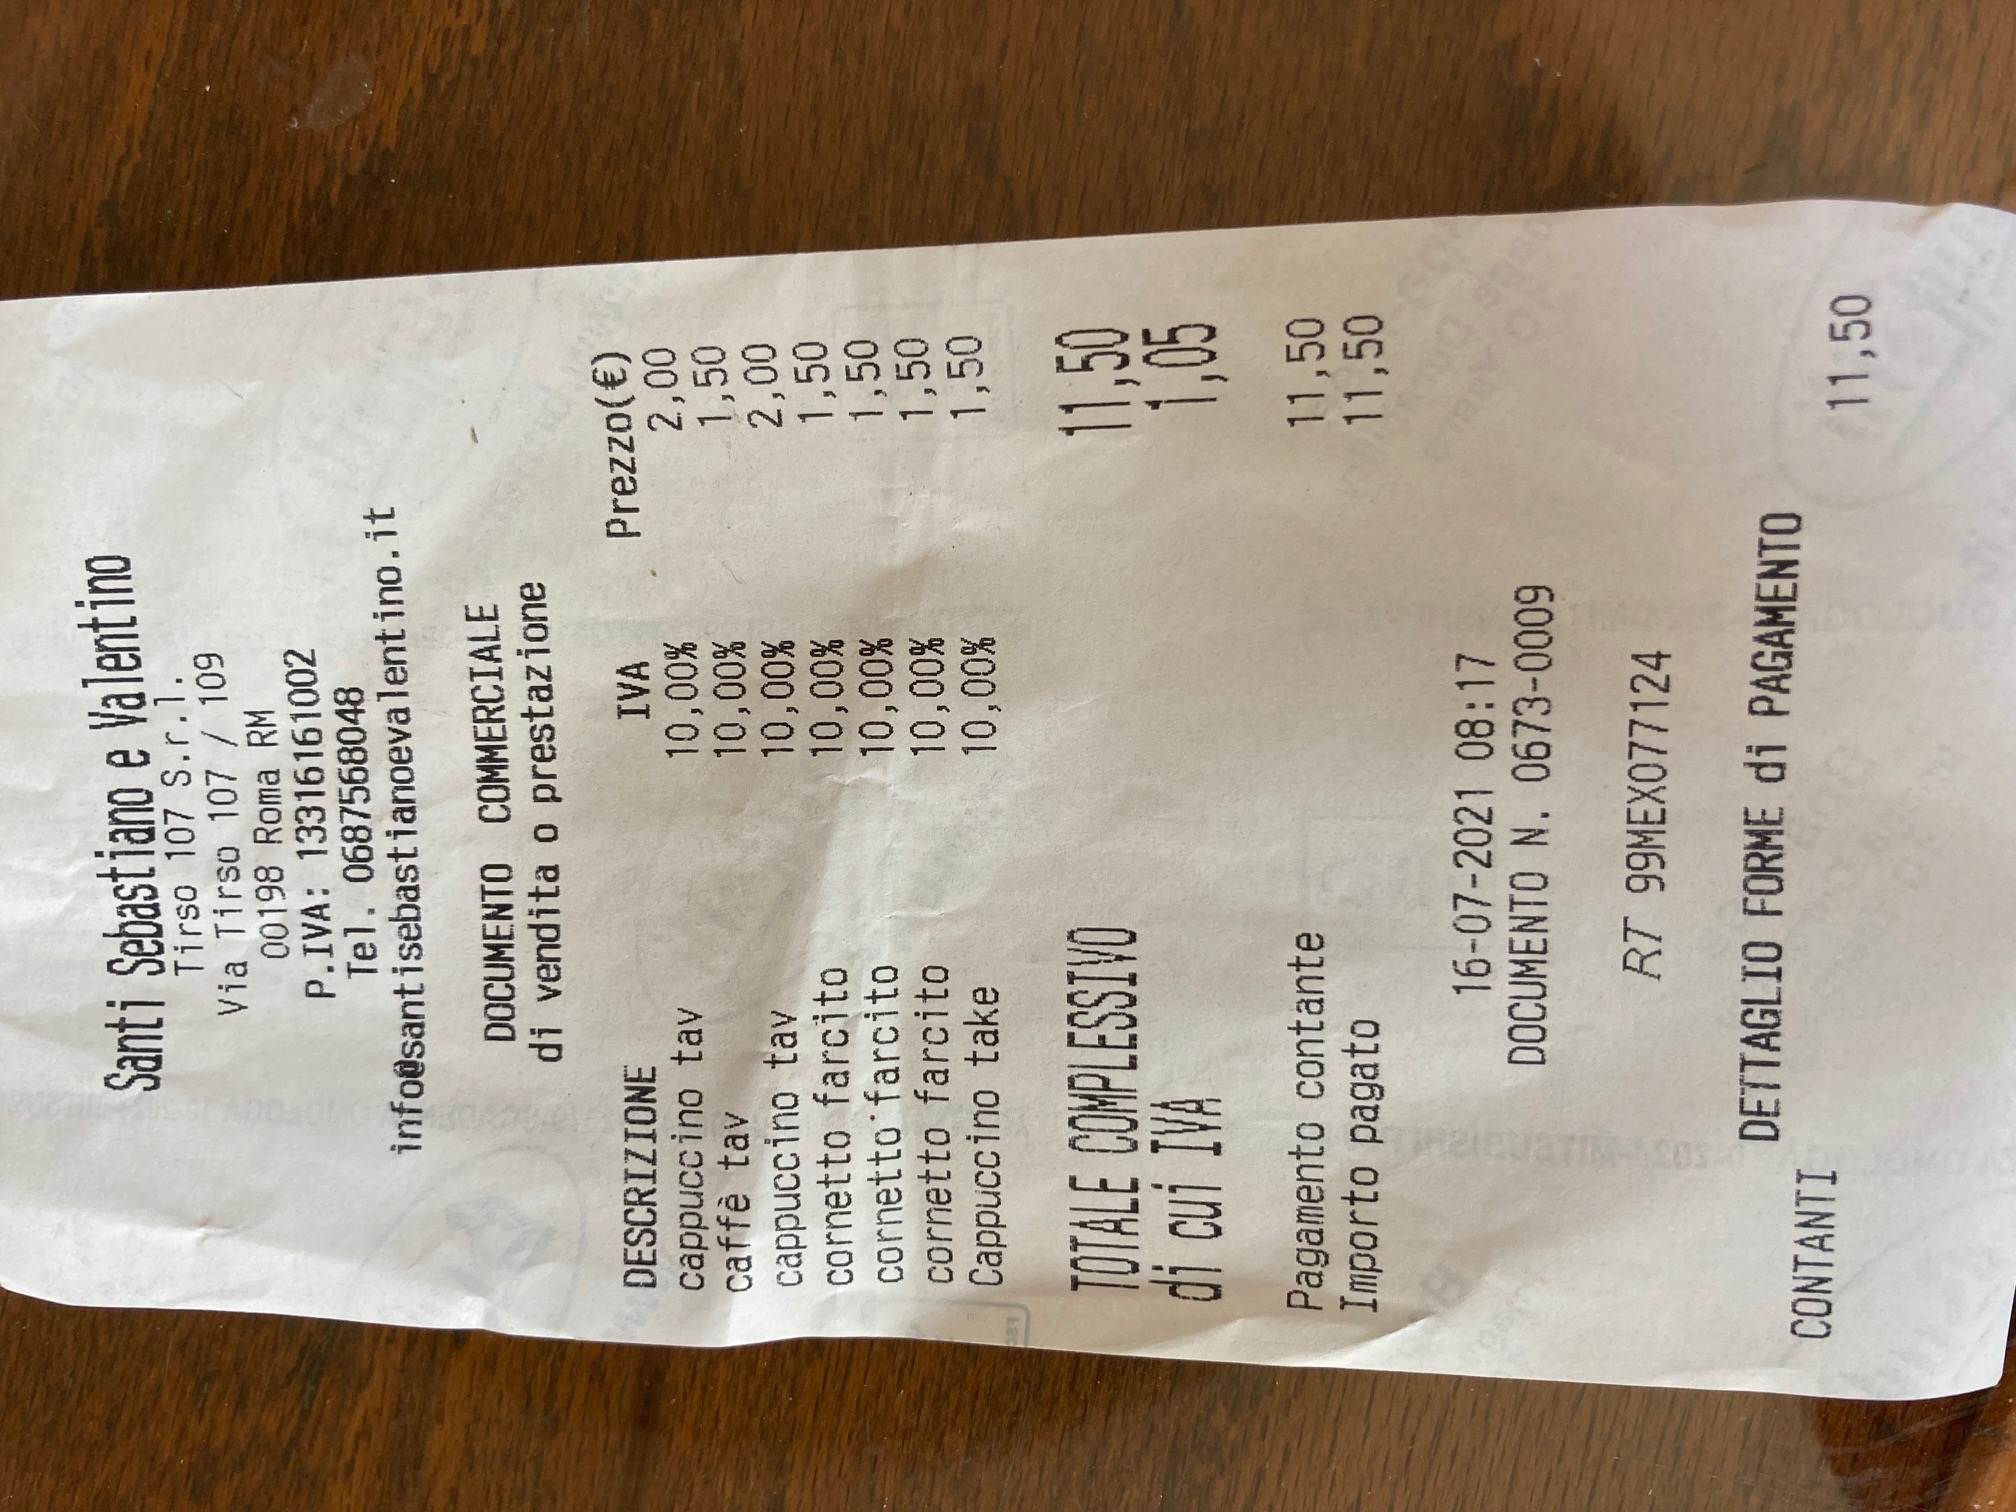 Santi Sebastiano e Valentino
Tirso 107 S.r.l.
Via Tirso 107 / 109
00198 Roma RM
P.IVA: 13316161002
Tel. 0687568048
info@santisebastianoevalentino.it
DOCUMENTO COMMERCIALE
di vendita o prestazione
DESCRIZIONE IVA Prezzo(€)
cappuccino tav 10,00% 2,00
caffè tav 10,00% 1,50
cappuccino tav 10,00% 2,00
cornetto farcito 10,00% 1,50
cornetto farcito 10,00% 1,50
cornetto farcito 10,00% 1,50
Cappuccino take 10,00% 1,50
TOTALE COMPLESSIVO 11,50
di cui IVA 1,05
Pagamento contante 11,50
Importo pagato 11,50
16-07-2021 08:17
DOCUMENTO N. 0673-0009
RT 99MEX077124
DETTAGLIO FORME di PAGAMENTO
CONTANTI 11,50